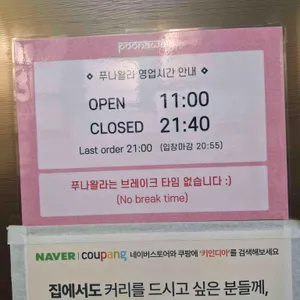 푸나왈라 영업시간 안내
OPEN 11:00
CLOSED 21:40
Last order 21:00 (입장마감 20:55)
푸나왈라는 브레이크 타임 없습니다 :)
(No break time)
NAVER | coupang 네이버스토어와 쿠팡에 '키인디아'를 검색해보세요
집에서도 커리를 드시고 싶은 분들께,